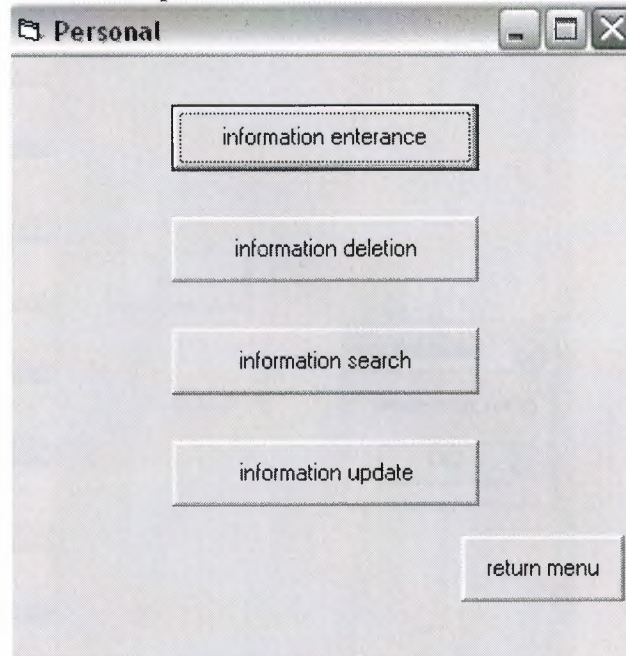 Personal
information enterance
information deletion
information search
information update
return menu